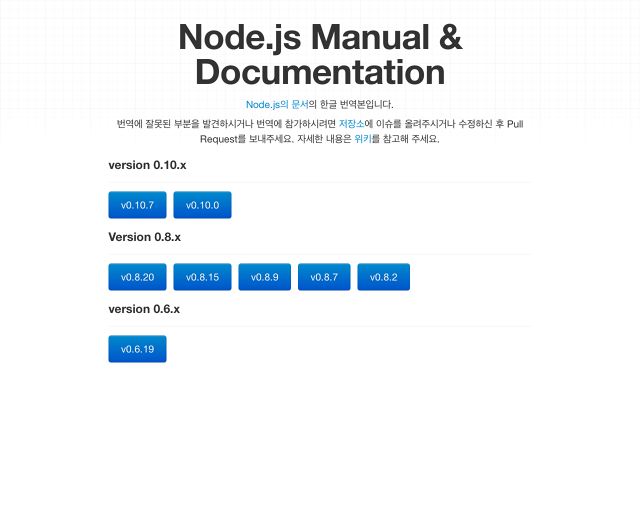 Node.js Manual &
Documentation
Node.js의 문서의 한글 번역본입니다.
번역에 잘못된 부분을 발견하시거나 번역에 참가하시려면 저장소에 이슈를 올려주시거나 수정하신 후 Pull
Request를 보내주세요. 자세한 내용은 위키를 참고해 주세요.
version 0.10.x
v0.10.7 v0.10.0
Version 0.8.x
v0.8.20 v0.8.15 v0.8.9 v0.8.7 v0.8.2
version 0.6.x
v0.6.19